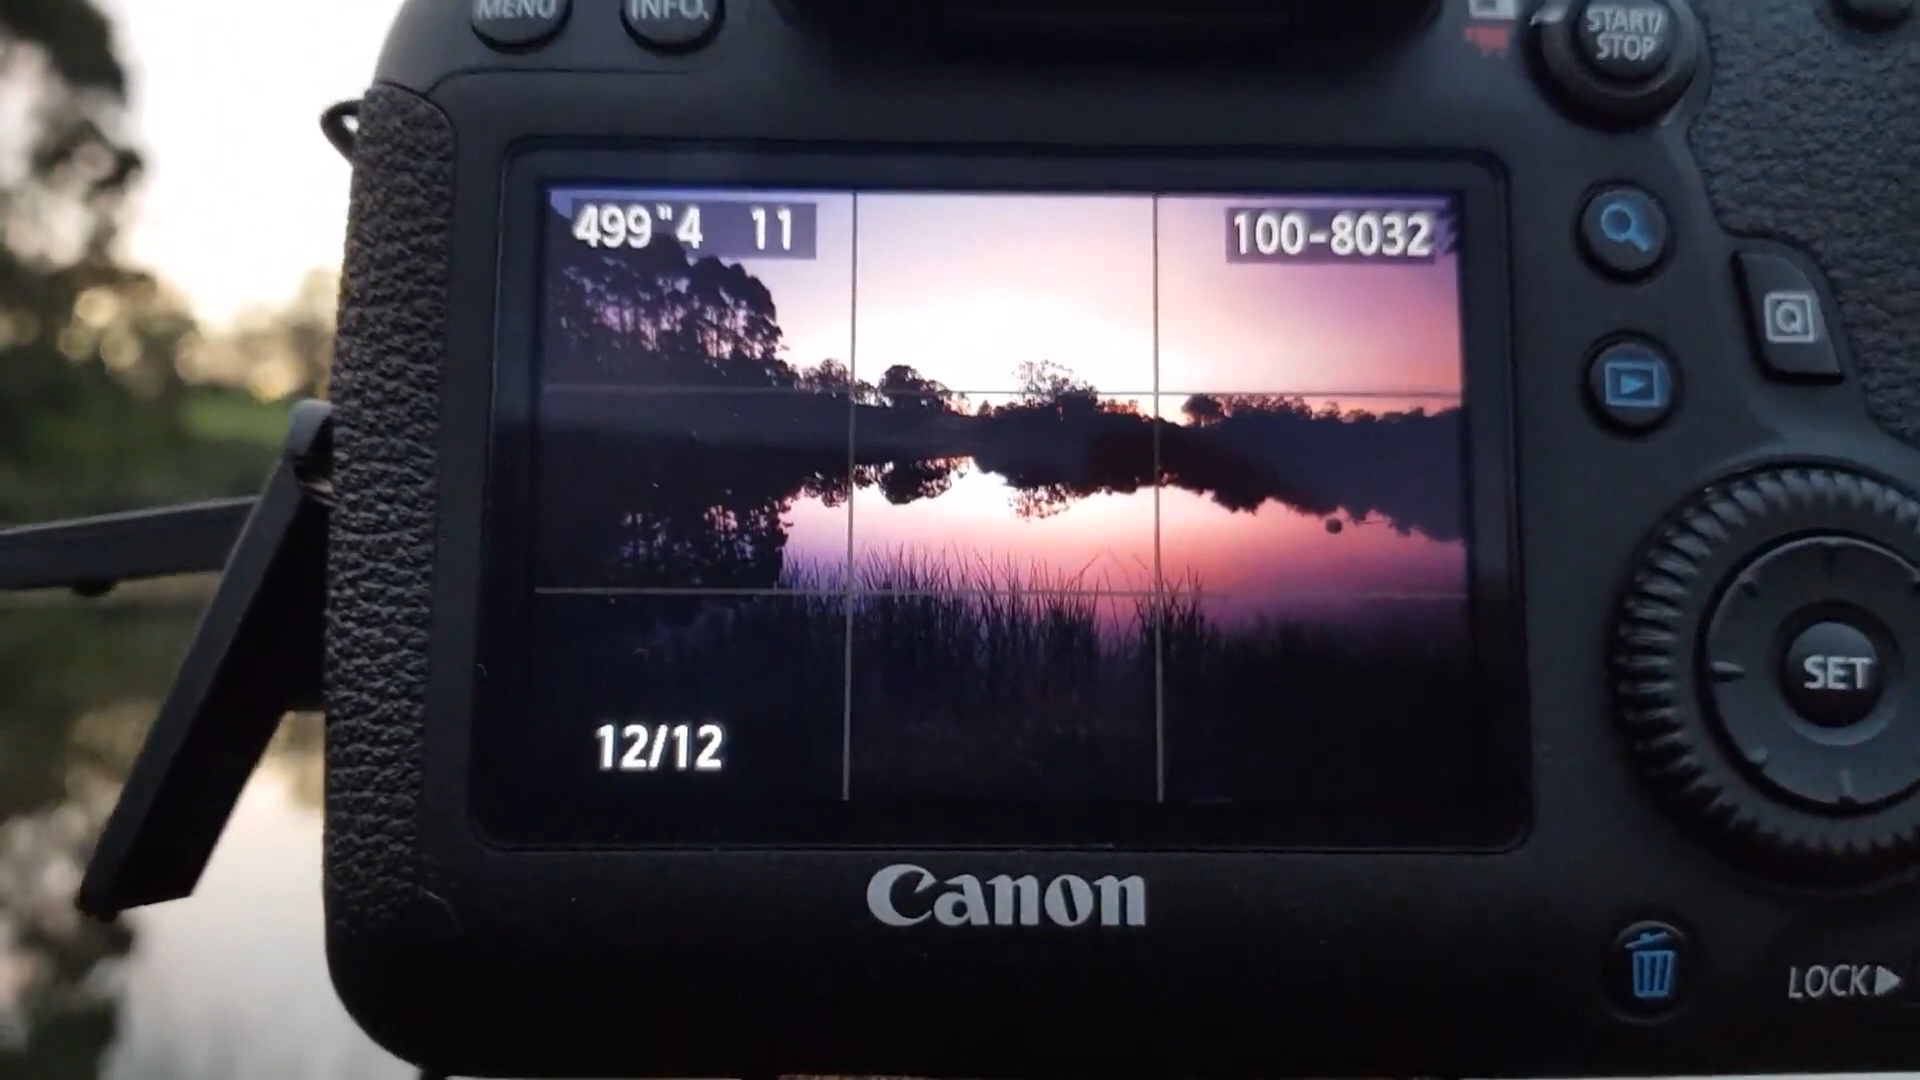 MENU INFO.
START/
STOP
499"4 11 100-8032
Q
SET
12/12
Canon
LOCK